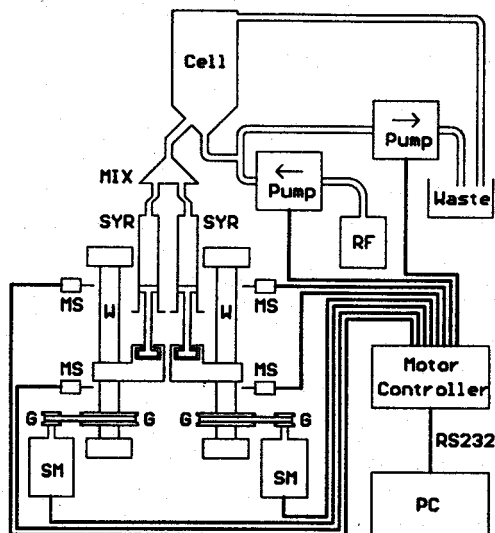 Cell
Pump
MIX
Pump
Waste
SYR
SYR
RF
MS
W
W
MS
MS
MS
Motor
Controller
G
G
G
G
RS232
SM
SM
PC